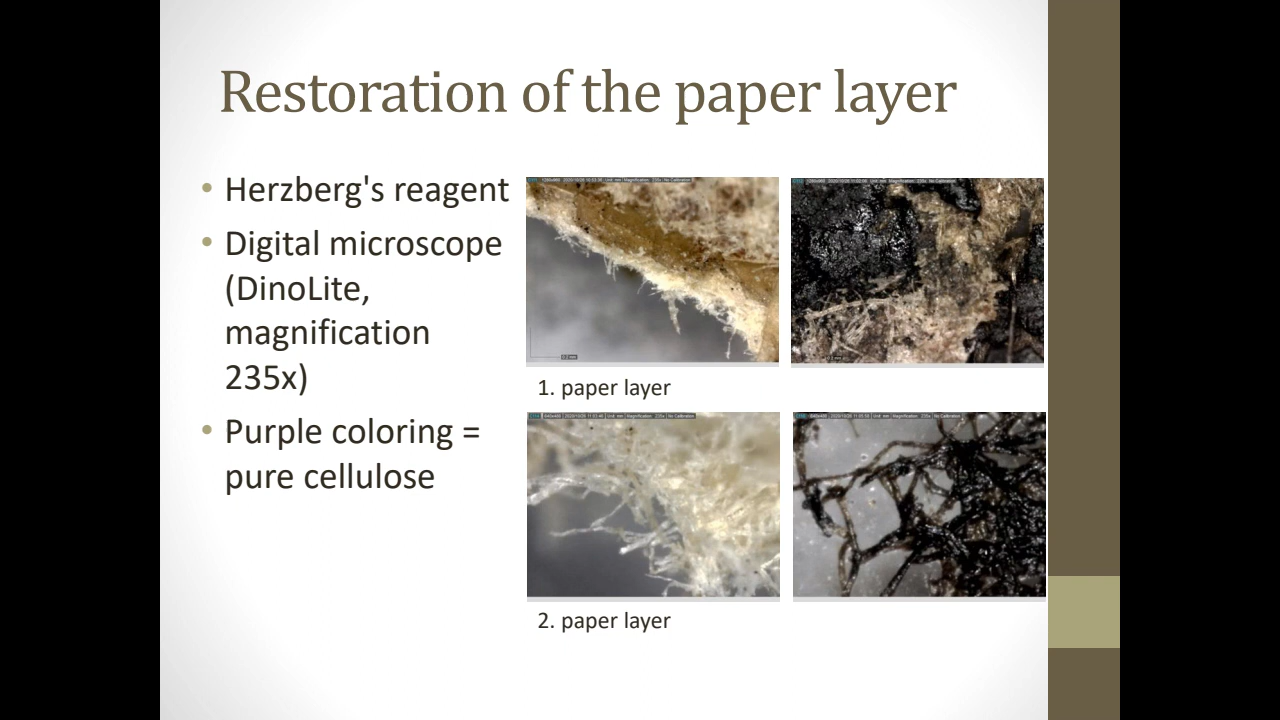 Restoration of the paper layer
• Herzberg's reagent
• Digital microscope
(DinoLite,
magnification
235x)
• Purple coloring =
pure cellulose
1. paper layer
2. paper layer